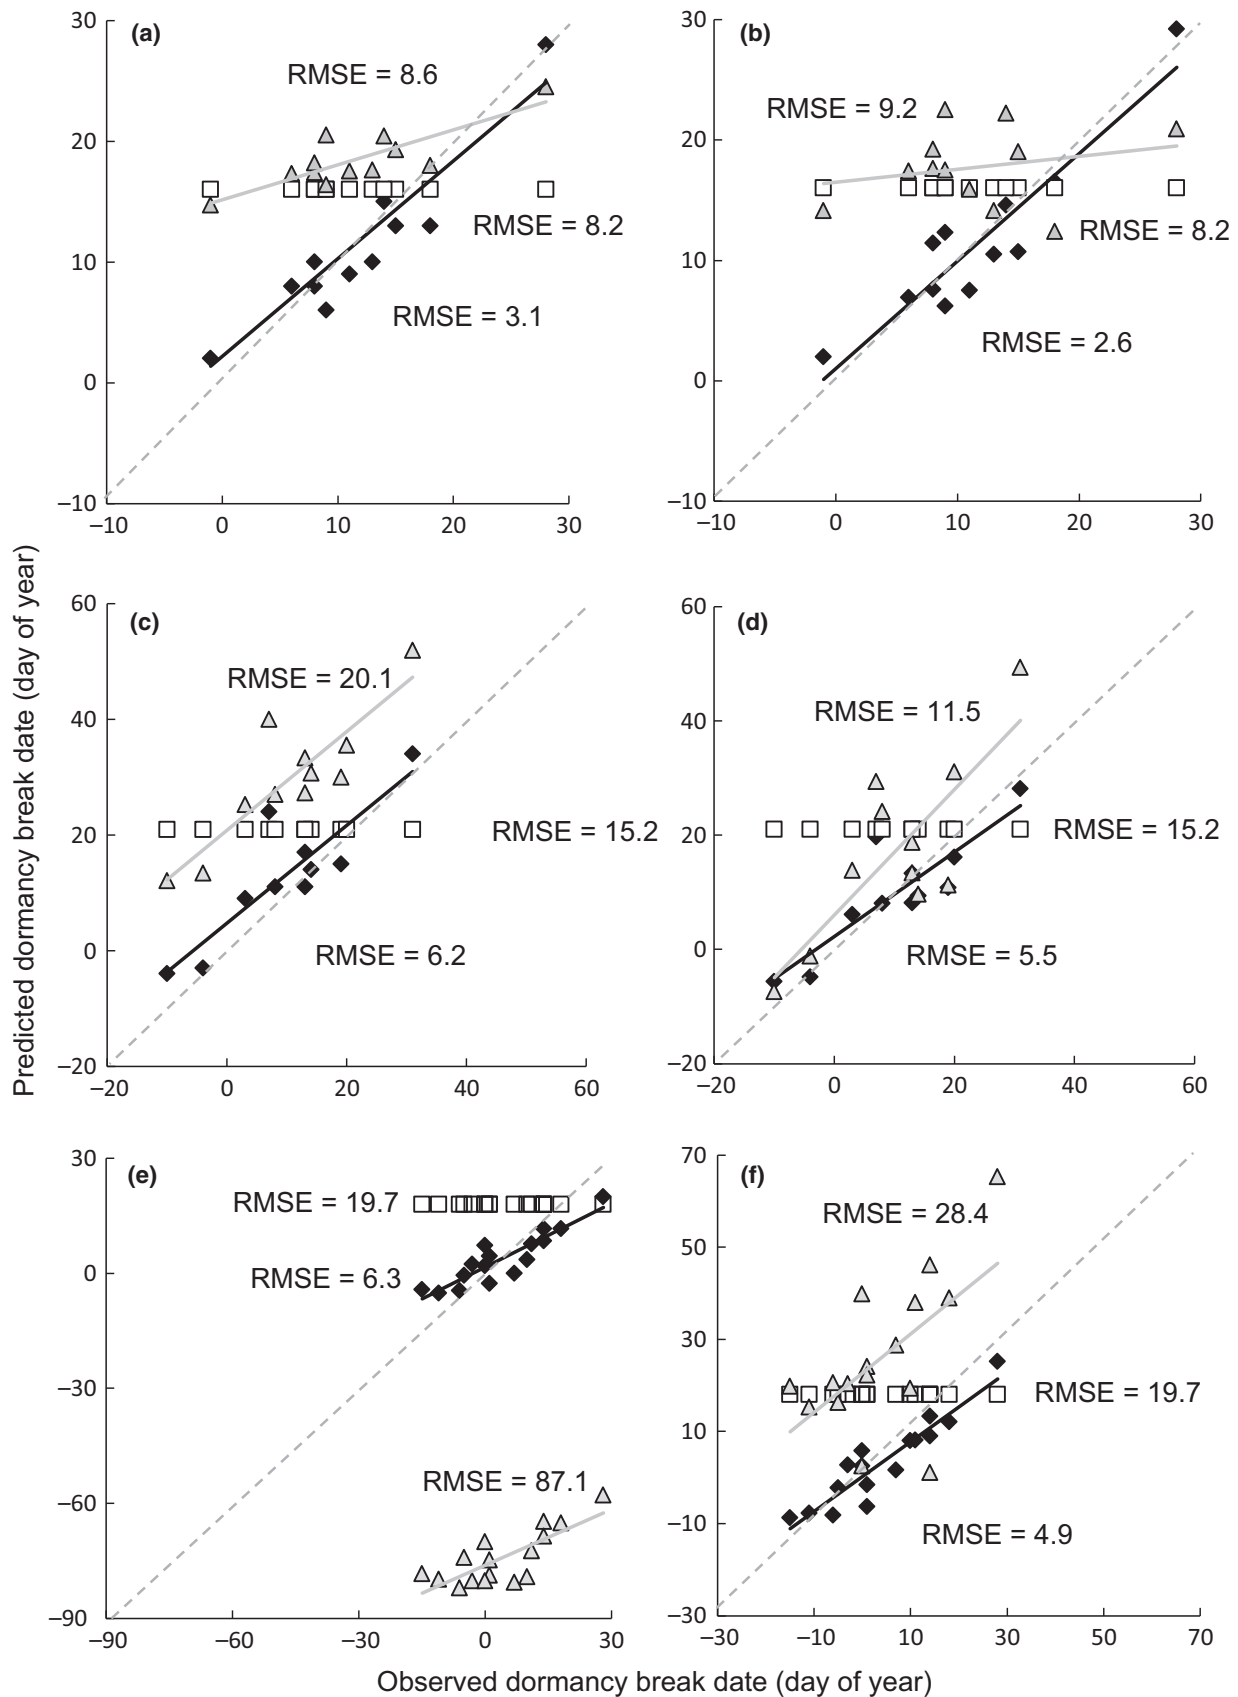 (a)
RMSE = 8.6
RMSE = 8.2
RMSE = 3.1
30
20
10
0
–10
–10 0 10 20 30
(b)
RMSE = 9.2
RMSE = 8.2
RMSE = 2.6
30
20
10
0
–10
–10 0 10 20 30
Predicted dormancy break date (day of year)
(c)
RMSE = 20.1
RMSE = 15.2
RMSE = 6.2
60
40
20
0
–20
–20 0 20 40 60
(d)
RMSE = 11.5
RMSE = 15.2
RMSE = 5.5
60
40
20
0
–20
–20 0 20 40 60
(e)
RMSE = 19.7
RMSE = 6.3
RMSE = 87.1
30
0
–30
–60
–90
–90 –60 –30 0 30
(f)
RMSE = 28.4
RMSE = 19.7
RMSE = 4.9
70
50
30
10
–10
–30
–30 –10 10 30 50 70
Observed dormancy break date (day of year)